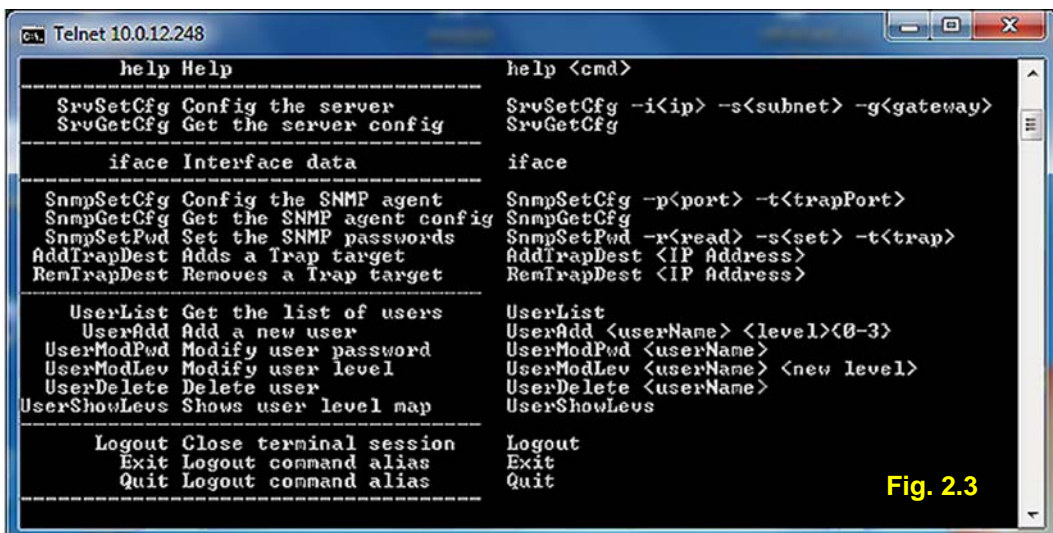 Telnet 10.0.12.248
help Help help <cmd>
SrvSetCfg Config the server SrvSetCfg -i<ip> -s<subnet> -g<gateway>
SrvGetCfg Get the server config SrvGetCfg
iface Interface data iface
SnmpSetCfg Config the SNMP agent SnmpSetCfg -p<port> -t<trapPort>
SnmpGetCfg Get the SNMP agent config SnmpGetCfg
SnmpSetPwd Set the SNMP passwords SnmpSetPwd -r<read> -s<set> -t<trap>
AddTrapDest Adds a Trap target AddTrapDest <IP Address>
RemTrapDest Removes a Trap target RemTrapDest <IP Address>
UserList Get the list of users UserList
UserAdd Add a new user UserAdd <userName> <level>{0-3}
UserModPwd Modify user password UserModPwd <userName>
UserModLev Modify user level UserModLev <userName> <new level>
UserDelete Delete user UserDelete <userName>
UserShowLevs Shows user level map UserShowLevs
Logout Close terminal session Logout
Exit Logout command alias Exit
Quit Logout command alias Quit
Fig. 2.3